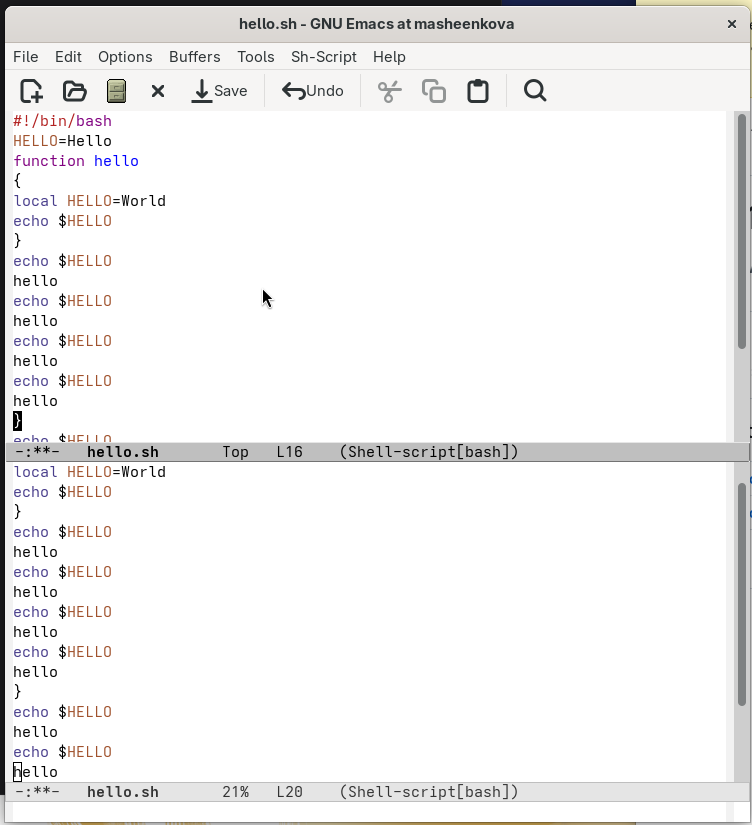 hello.sh - GNU Emacs at masheenkova
File Edit Options Buffers Tools Sh-Script Help
Save Undo
#!/bin/bash
HELLO=Hello
function hello
{
local HELLO=World
echo $HELLO
}
echo $HELLO
hello
echo $HELLO
hello
echo $HELLO
hello
echo $HELLO
hello
}
echo $HELLO
-:**- hello.sh Top L16 (Shell-script[bash])
local HELLO=World
echo $HELLO
}
echo $HELLO
hello
echo $HELLO
hello
echo $HELLO
hello
echo $HELLO
hello
}
echo $HELLO
hello
echo $HELLO
hello
-:**- hello.sh 21% L20 (Shell-script[bash])